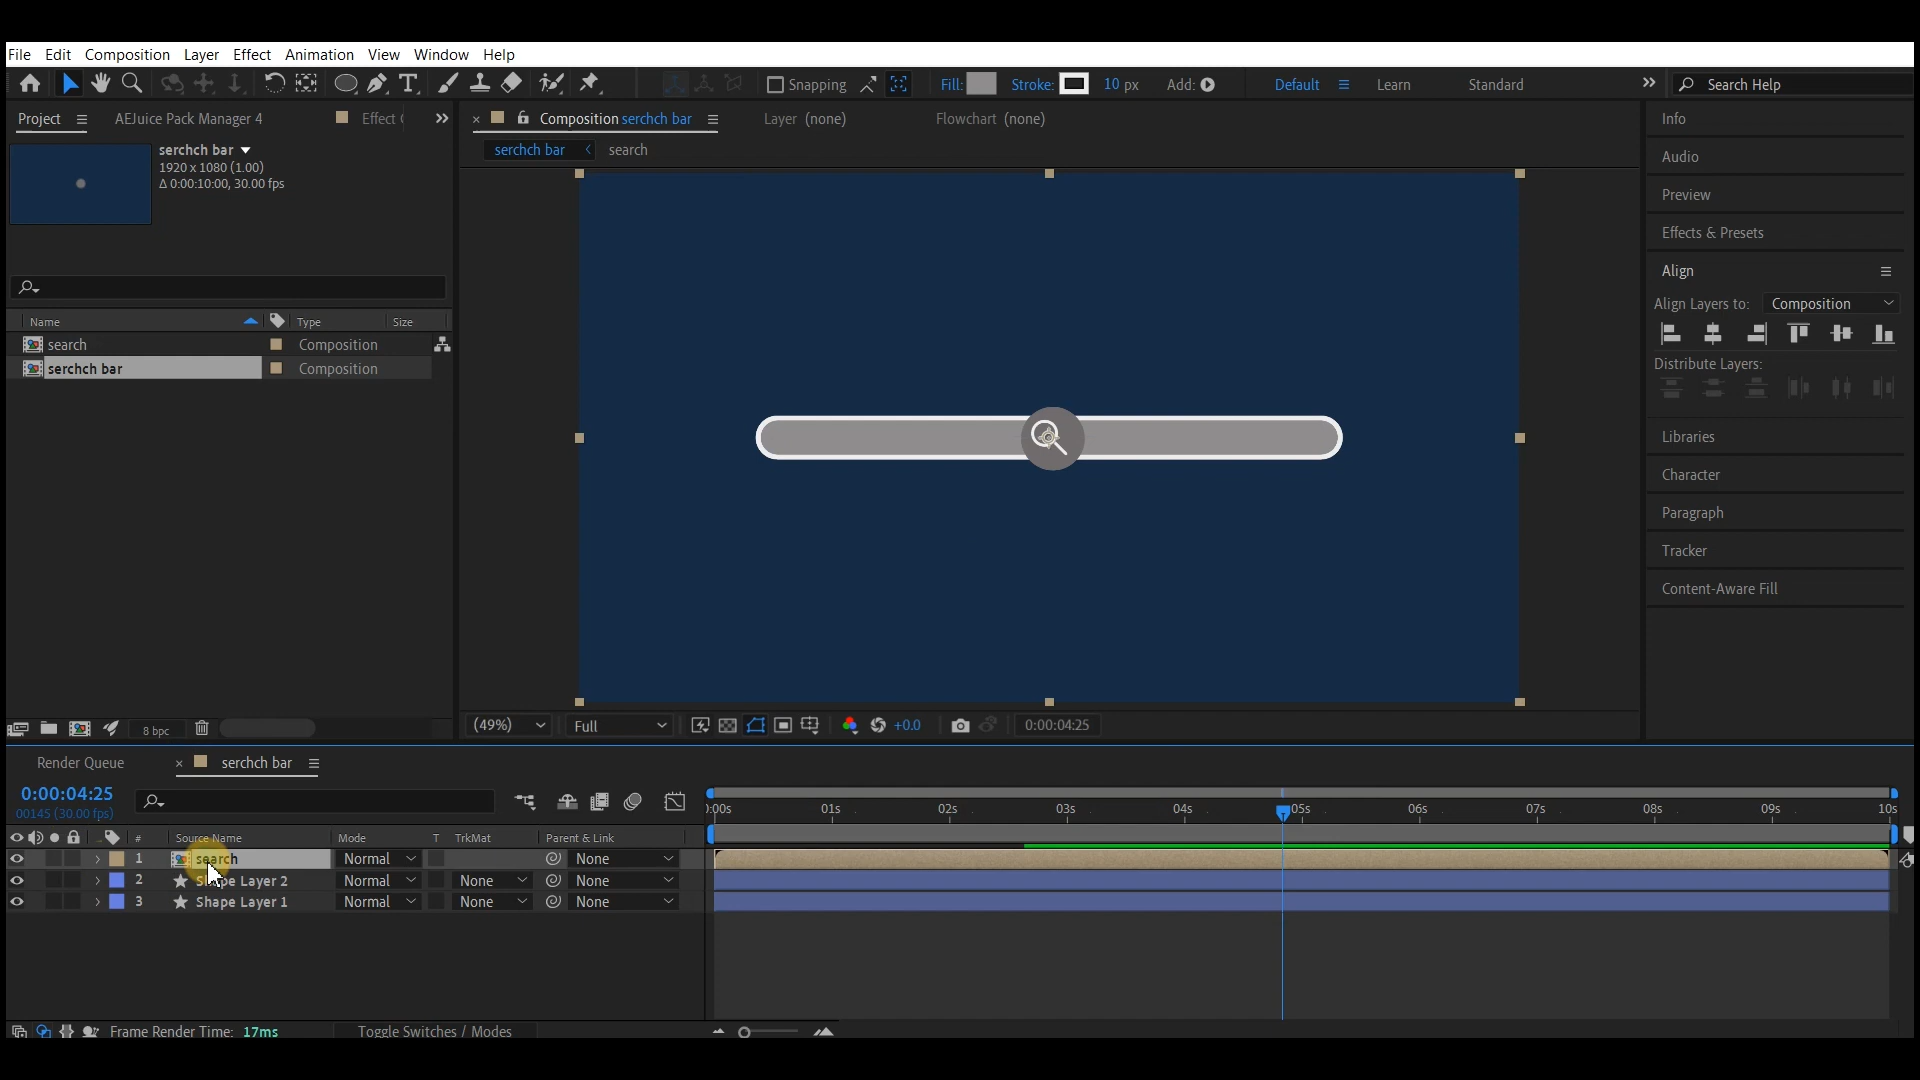 File Edit Composition Layer Effect Animation View Window Help
Snapping Fill: Stroke: 10 px Add: Default Learn Standard Search Help
Project AEJuice Pack Manager 4 Effect
Composition serchch bar Layer (none) Flowchart (none)
serchch bar search
serchch bar
1920 x 1080 (1.00)
Δ 0:00:10:00, 30.00 fps
Name Type Size
search Composition
serchch bar Composition
Info
Audio
Preview
Effects & Presets
Align
Align Layers to: Composition
Distribute Layers:
Libraries
Character
Paragraph
Tracker
Content-Aware Fill
8 bpc
(49%) Full +0.0 0:00:04:25
Render Queue serchch bar
0:00:04:25
00145 (30.00 fps)
:00s 01s 02s 03s 04s 05s 06s 07s 08s 09s 10s
# Source Name Mode T TrkMat Parent & Link
1 search Normal None
2 Shape Layer 2 Normal None None
3 Shape Layer 1 Normal None None
Frame Render Time: 17ms Toggle Switches / Modes